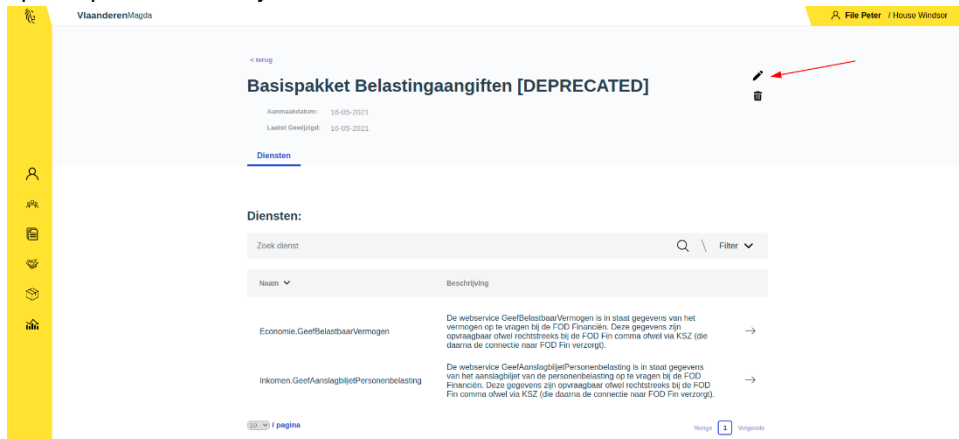 VlaanderenMagda
File Peter / House Windsor
< terug
Basispakket Belastingaangiften [DEPRECATED]
Aanmaakdatum: 16-05-2021
Laatst Gewijzigd: 16-05-2021
Diensten
Diensten:
Zoek dienst
Filter
Naam
Beschrijving
Economie.GeefBelastbaarVermogen
De webservice GeefBelastbaarVermogen is in staat gegevens van het
vermogen op te vragen bij de FOD Financiën. Deze gegevens zijn
opvraagbaar ofwel rechtstreeks bij de FOD Fin comma ofwel via KSZ (die
daarna de connectie naar FOD Fin verzorgt).
Inkomen.GeefAanslagbiljetPersonenbelasting
De webservice GeefAanslagbiljetPersonenbelasting is in staat gegevens
van het aanslagbiljet van de personenbelasting op te vragen bij de FOD
Financiën. Deze gegevens zijn opvraagbaar ofwel rechtstreeks bij de FOD
Fin comma ofwel via KSZ (die daarna de connectie naar FOD Fin verzorgt).
10 / pagina
Vorige 1 Volgende